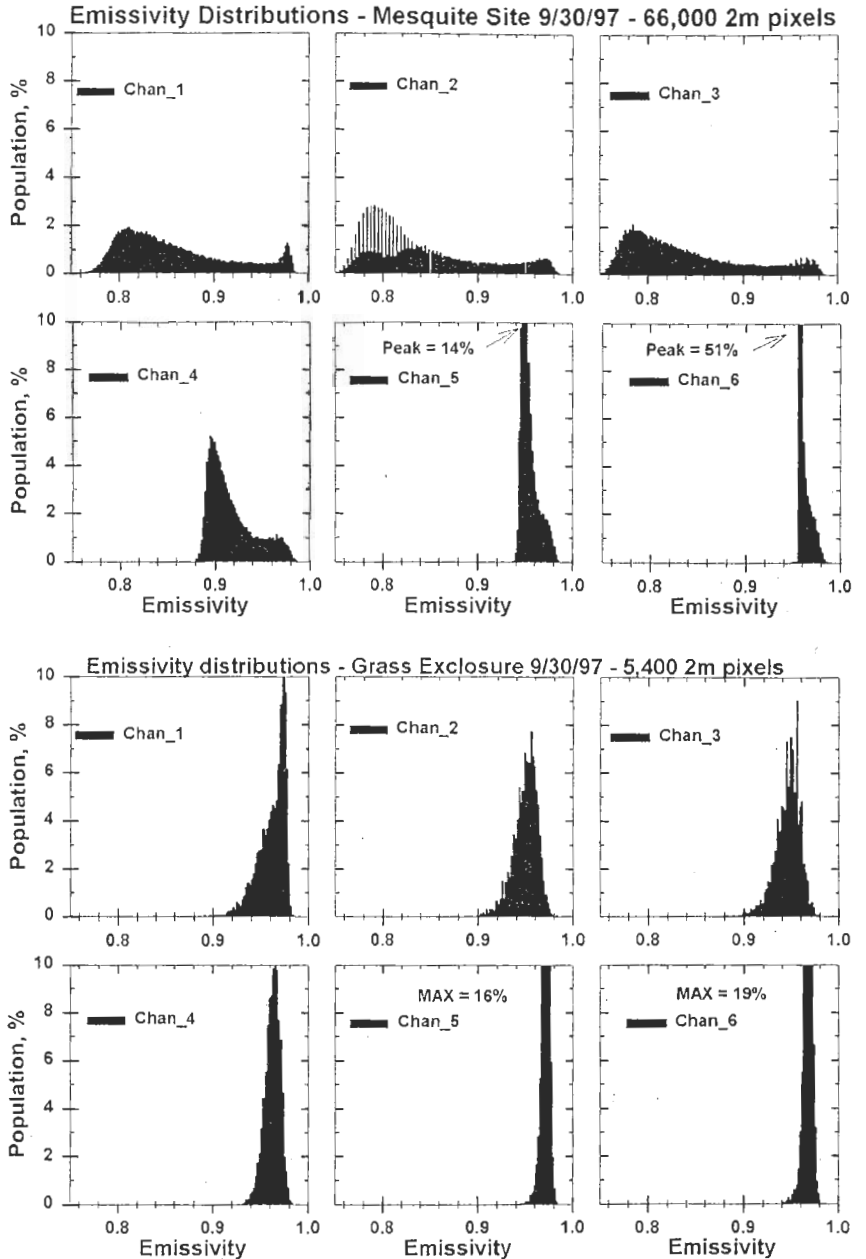 Emissivity Distributions - Mesquite Site 9/30/97 - 66,000 2m pixels
Population, %
10
8
6
4
2
0
Chan_1
Chan_2
Chan_3
0.8 0.9 1.0
0.8 0.9 1.0
0.8 0.9 1.0
Population, %
10
8
6
4
2
0
Chan_4
Peak = 14%
Chan_5
Peak = 51%
Chan_6
0.8 0.9 1.0
0.8 0.9 1.0
0.8 0.9 1.0
Emissivity
Emissivity
Emissivity
Emissivity distributions - Grass Exclosure 9/30/97 - 5,400 2m pixels
Population, %
10
8
6
4
2
0
Chan_1
Chan_2
Chan_3
0.8 0.9 1.0
0.8 0.9 1.0
0.8 0.9 1.0
Population, %
10
8
6
4
2
0
Chan_4
MAX = 16%
Chan_5
MAX = 19%
Chan_6
0.8 0.9 1.0
0.8 0.9 1.0
0.8 0.9 1.0
Emissivity
Emissivity
Emissivity